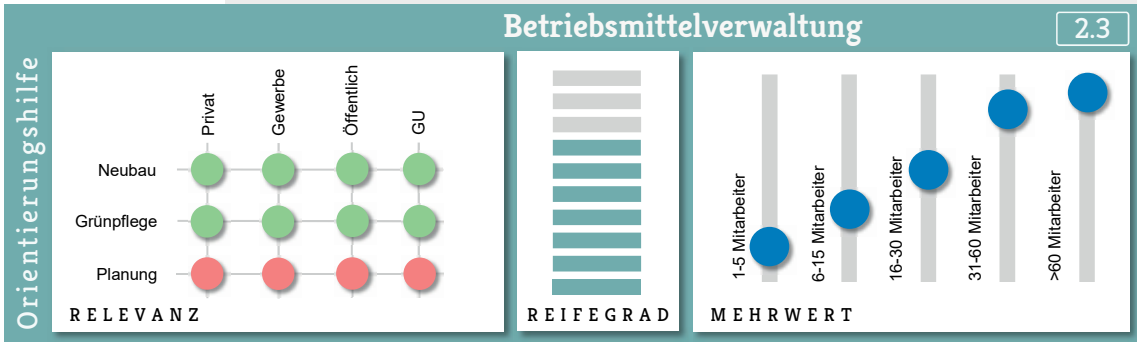 Betriebsmittelverwaltung
2.3
Orientierungshilfe
Privat
Gewerbe
Öffentlich
GU
Neubau
Grünpflege
Planung
RELEVANZ
REIFEGRAD
1-5 Mitarbeiter
6-15 Mitarbeiter
16-30 Mitarbeiter
31-60 Mitarbeiter
>60 Mitarbeiter
MEHRWERT